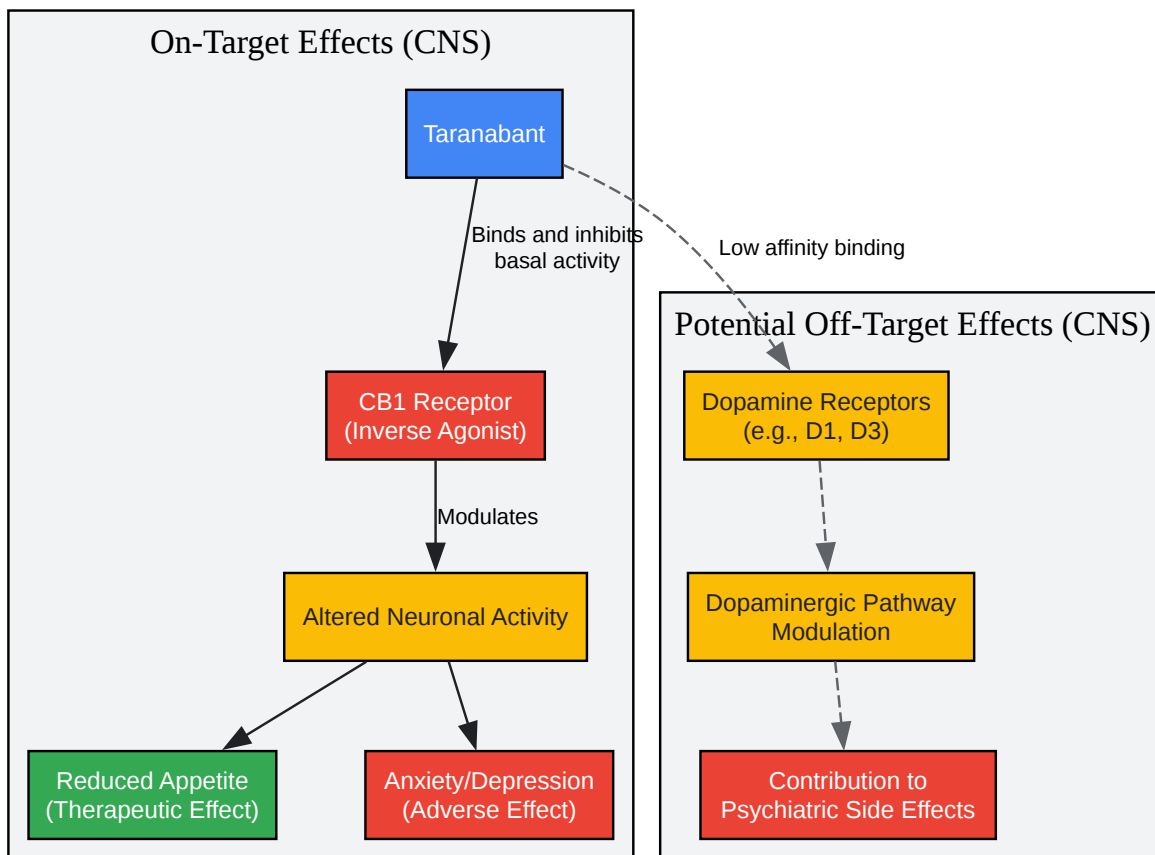 On-Target Effects (CNS)
Taranabant
Binds and inhibits
basal activity
Low affinity binding
Potential Off-Target Effects (CNS)
CB1 Receptor
(Inverse Agonist)
Dopamine Receptors
(e.g., D1, D3)
Modulates
Altered Neuronal Activity
Dopaminergic Pathway
Modulation
Reduced Appetite
(Therapeutic Effect)
Anxiety/Depression
(Adverse Effect)
Contribution to
Psychiatric Side Effects